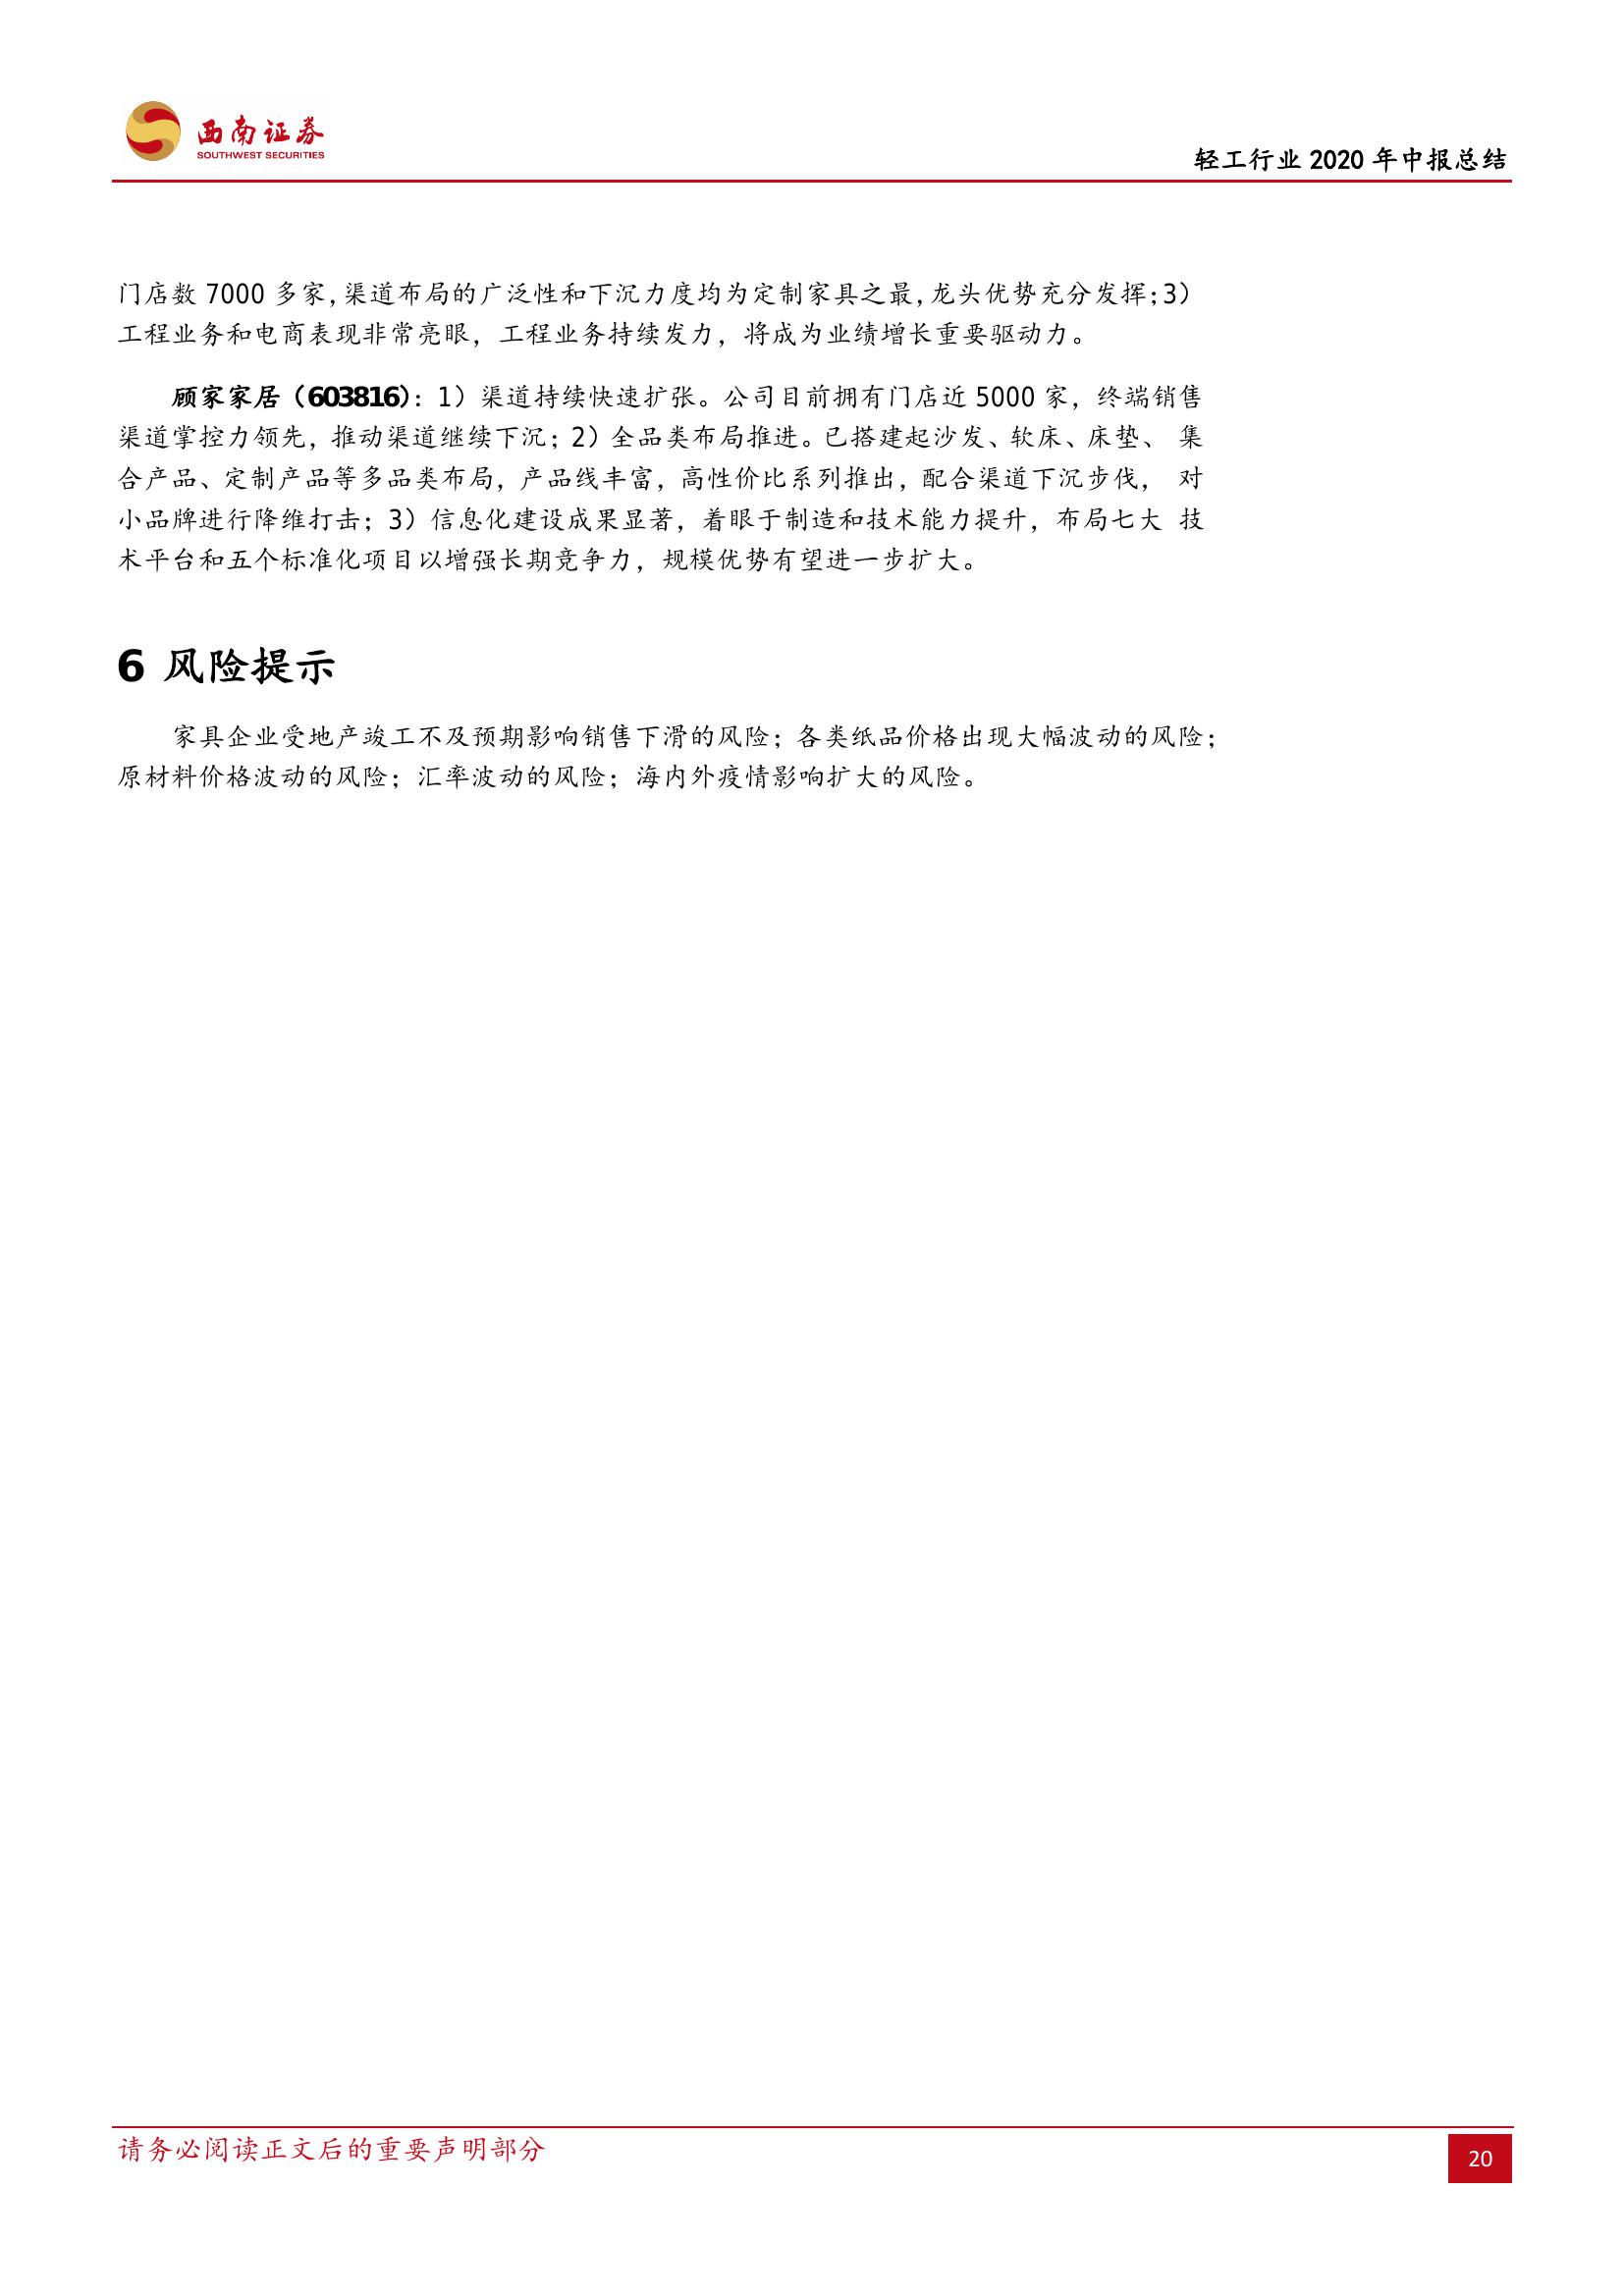 西南证券
SOUTHWEST SECURITIES
轻工行业 2020 年中报总结
门店数 7000 多家，渠道布局的广泛性和下沉力度均为定制家具之最，龙头优势充分发挥；3）
工程业务和电商表现非常亮眼，工程业务持续发力，将成为业绩增长重要驱动力。
顾家家居（603816）：1）渠道持续快速扩张。公司目前拥有门店近 5000 家，终端销售
渠道掌控力领先，推动渠道继续下沉；2）全品类布局推进。已搭建起沙发、软床、床垫、 集
合产品、定制产品等多品类布局，产品线丰富，高性价比系列推出，配合渠道下沉步伐， 对
小品牌进行降维打击；3）信息化建设成果显著，着眼于制造和技术能力提升，布局七大 技
术平台和五个标准化项目以增强长期竞争力，规模优势有望进一步扩大。
6 风险提示
家具企业受地产竣工不及预期影响销售下滑的风险；各类纸品价格出现大幅波动的风险；
原材料价格波动的风险；汇率波动的风险；海内外疫情影响扩大的风险。
请务必阅读正文后的重要声明部分
20